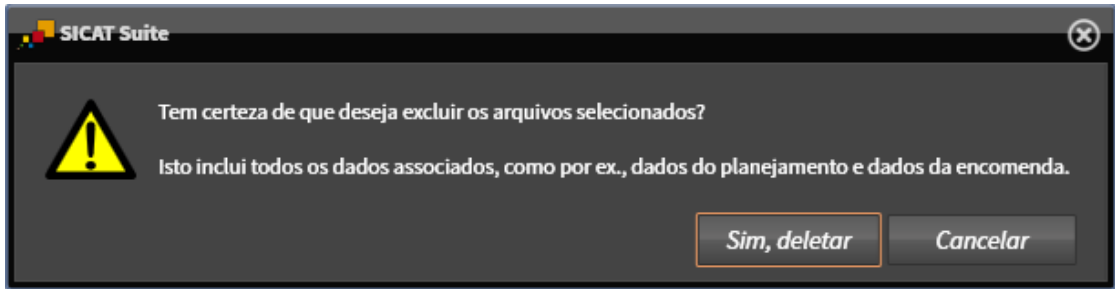 SICAT Suite
Tem certeza de que deseja excluir os arquivos selecionados?
Isto inclui todos os dados associados, como por ex., dados do planejamento e dados da encomenda.
Sim, deletar
Cancelar